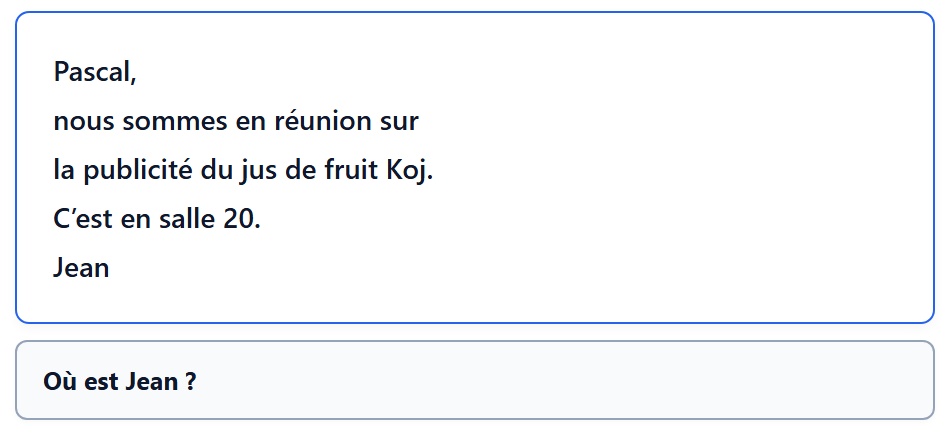 Pascal,
nous sommes en réunion sur
la publicité du jus de fruit Koj.
C’est en salle 20.
Jean
Où est Jean ?